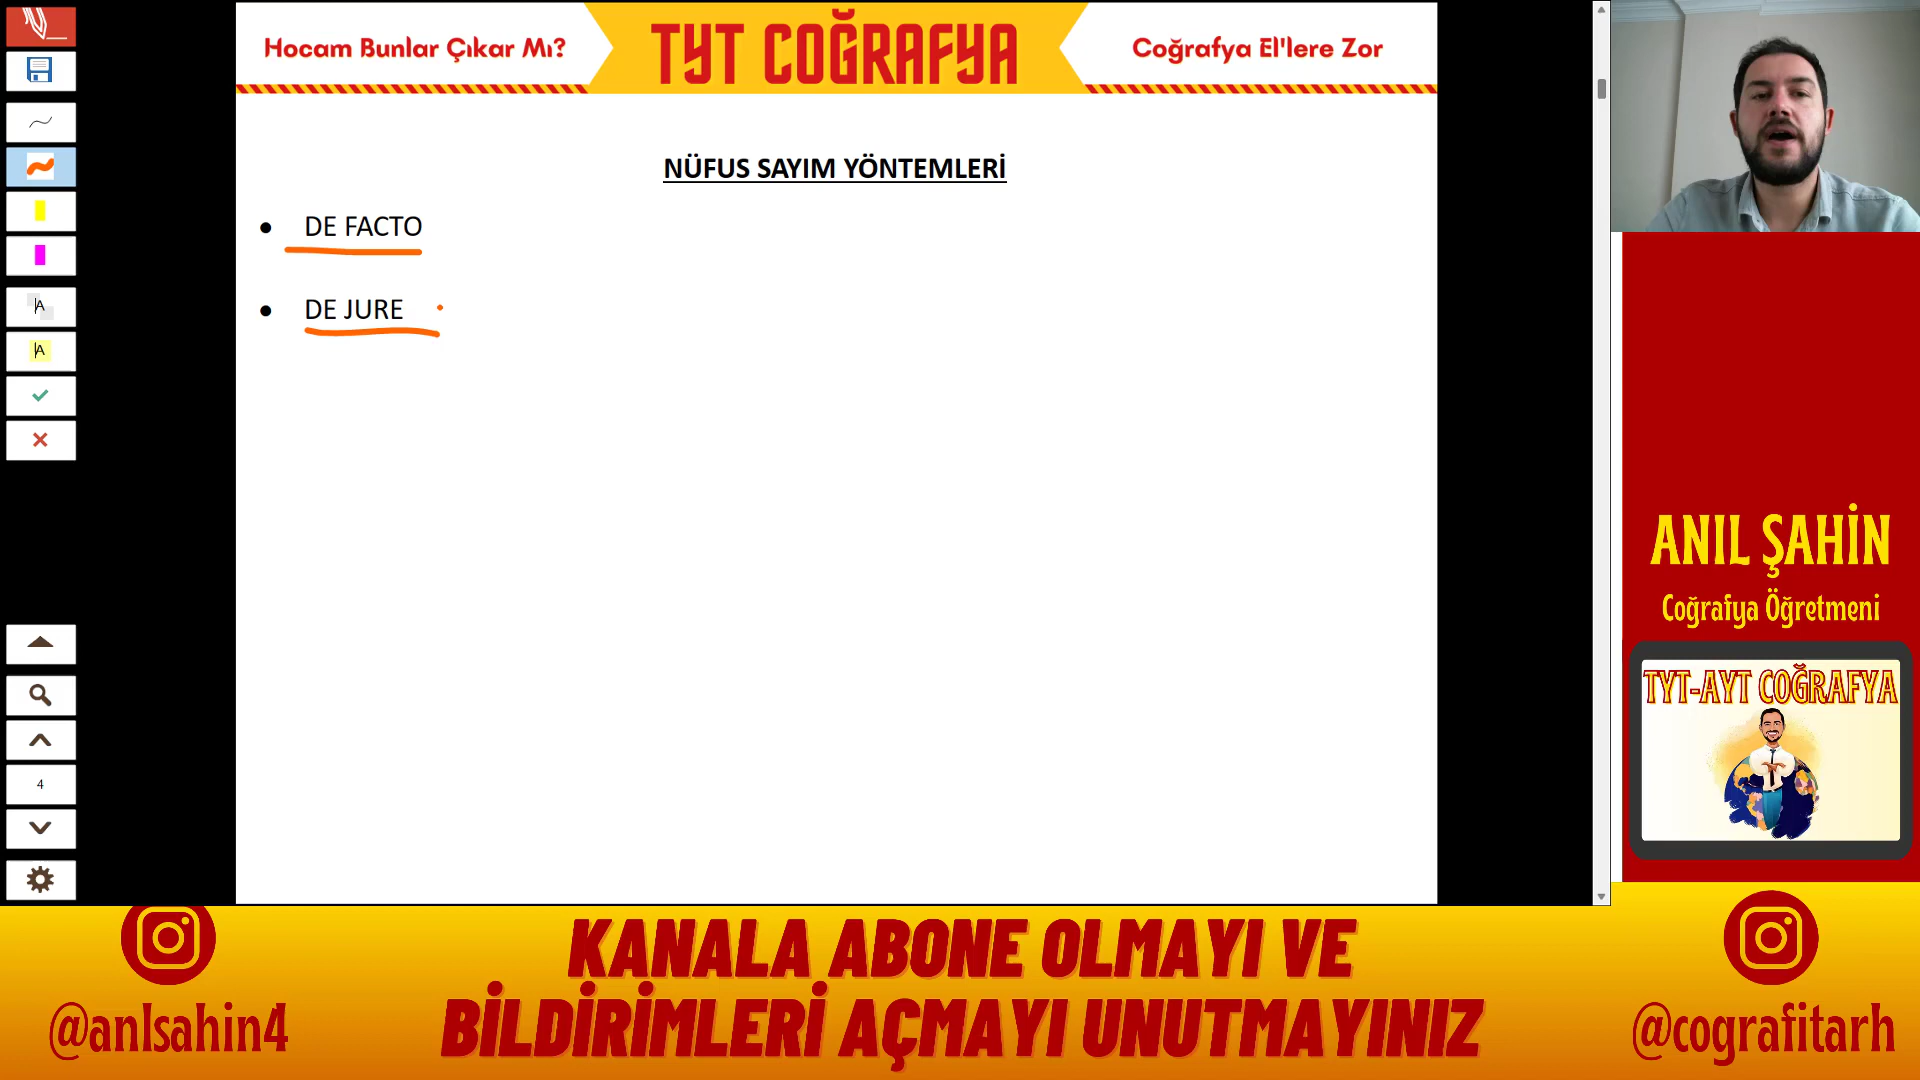 Hocam Bunlar Çıkar Mı?
TYT COĞRAFYA
Coğrafya El'lere Zor
NÜFUS SAYIM YÖNTEMLERİ
• DE FACTO
• DE JURE
A
A
4
ANIL ŞAHİN
Coğrafya Öğretmeni
TYT-AYT COĞRAFYA
KANALA ABONE OLMAYI VE
BİLDİRİMLERİ AÇMAYI UNUTMAYINIZ
@anlsahin4
@cografitarh